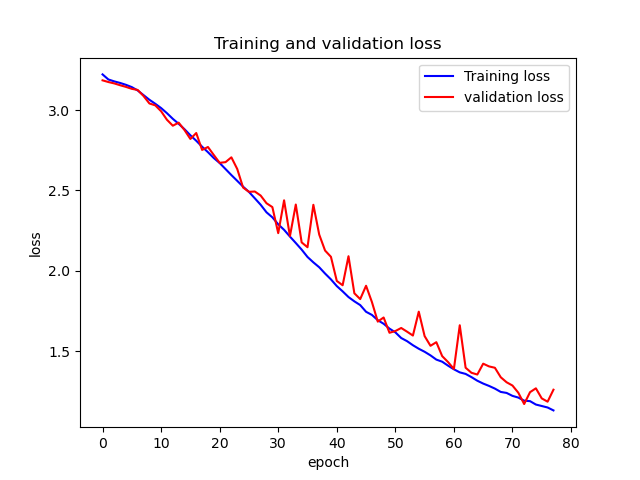 Training and validation loss
Training loss
validation loss
3.0
2.5
2.0
1.5
loss
0 10 20 30 40 50 60 70 80
epoch